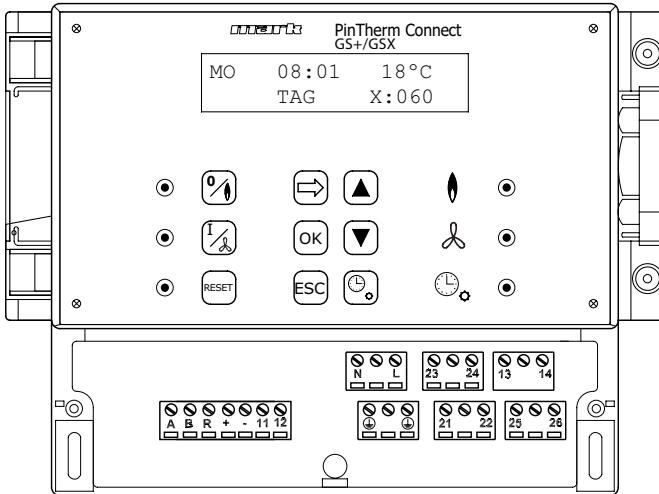 mark PinTherm Connect
GS+/GSX
MO 08:01 18°C
TAG X:060
0/
I/
OK
RESET ESC
N L 23 24 13 14
A B R + - 11 12 21 22 25 26